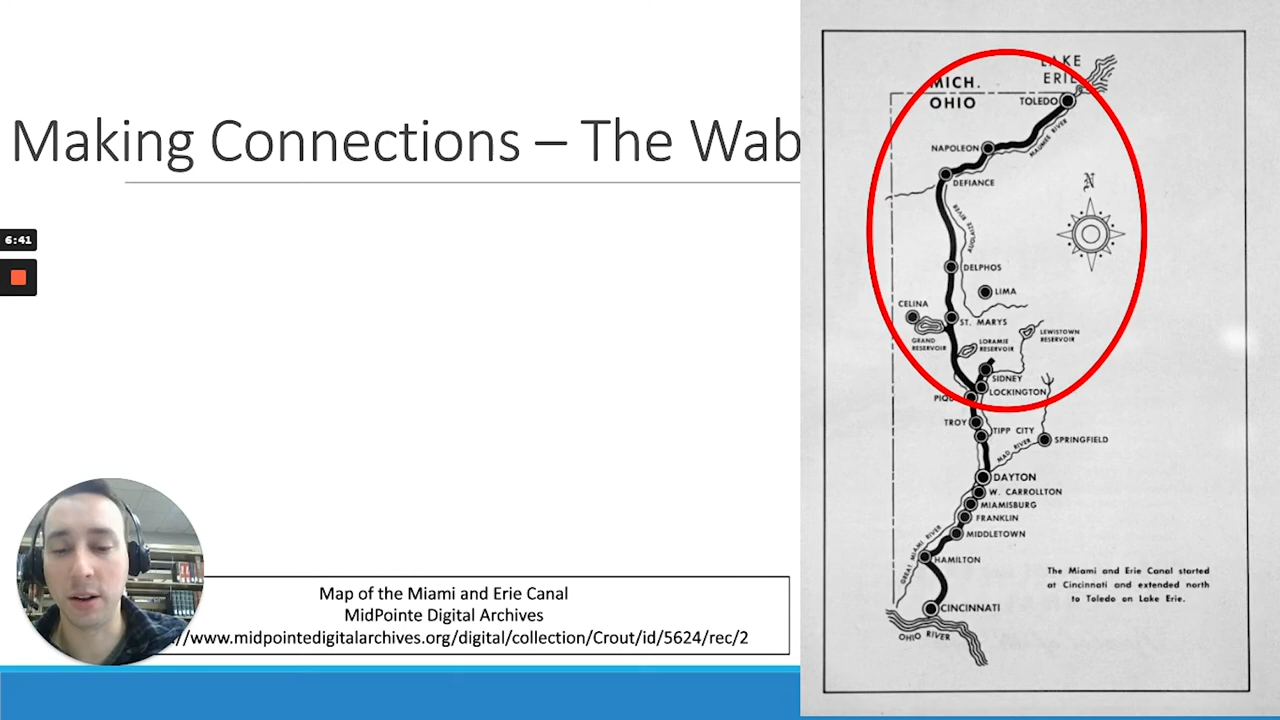 Making Connections – The Wab
6:41
Map of the Miami and Erie Canal
MidPointe Digital Archives
//www.midpointedigitalarchives.org/digital/collection/Crout/id/5624/rec/2
LAKE
ERIE
MICH.
OHIO
TOLEDO
MAUMEE RIVER
NAPOLEON
DEFIANCE
N
AUGLAIZE RIVER
DELPHOS
LIMA
CELINA
ST. MARYS
GRAND
RESERVOIR
LORAMIE
RESERVOIR
LEWISTOWN
RESERVOIR
SIDNEY
LOCKINGTON
PIQUA
TROY
TIPP CITY
MAD RIVER
SPRINGFIELD
DAYTON
W. CARROLLTON
MIAMISBURG
FRANKLIN
MIDDLETOWN
GREAT MIAMI RIVER
HAMILTON
The Miami and Erie Canal started
at Cincinnati and extended north
to Toledo on Lake Erie.
CINCINNATI
OHIO RIVER